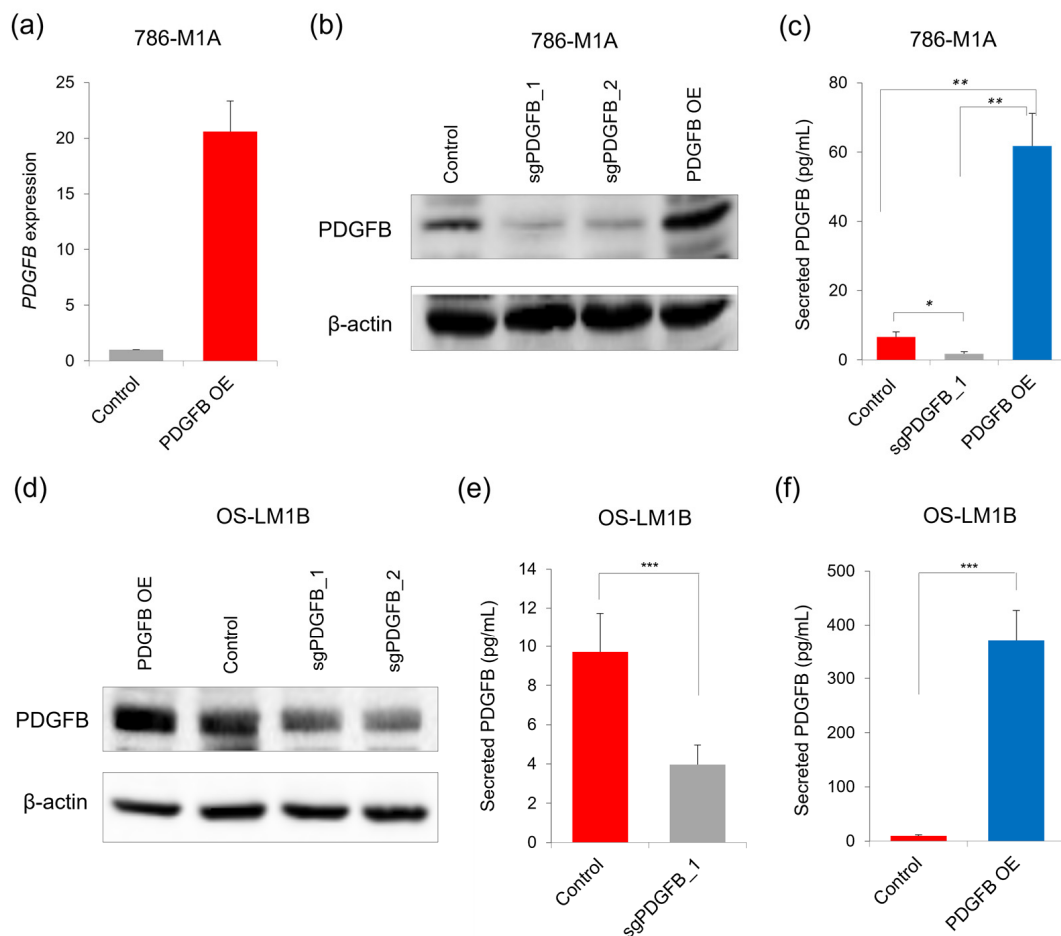 (a)
786-M1A
PDGFB expression
25
20
15
10
5
0
Control
PDGFB OE
(b)
786-M1A
Control
sgPDGFB_1
sgPDGFB_2
PDGFB OE
PDGFB
β-actin
(c)
786-M1A
Secreted PDGFB (pg/mL)
80
60
40
20
0
**
**
*
Control
sgPDGFB_1
PDGFB OE
(d)
OS-LM1B
PDGFB OE
Control
sgPDGFB_1
sgPDGFB_2
PDGFB
β-actin
(e)
OS-LM1B
Secreted PDGFB (pg/mL)
14
12
10
8
6
4
2
0
***
Control
sgPDGFB_1
(f)
OS-LM1B
Secreted PDGFB (pg/mL)
500
400
300
200
100
0
***
Control
PDGFB OE